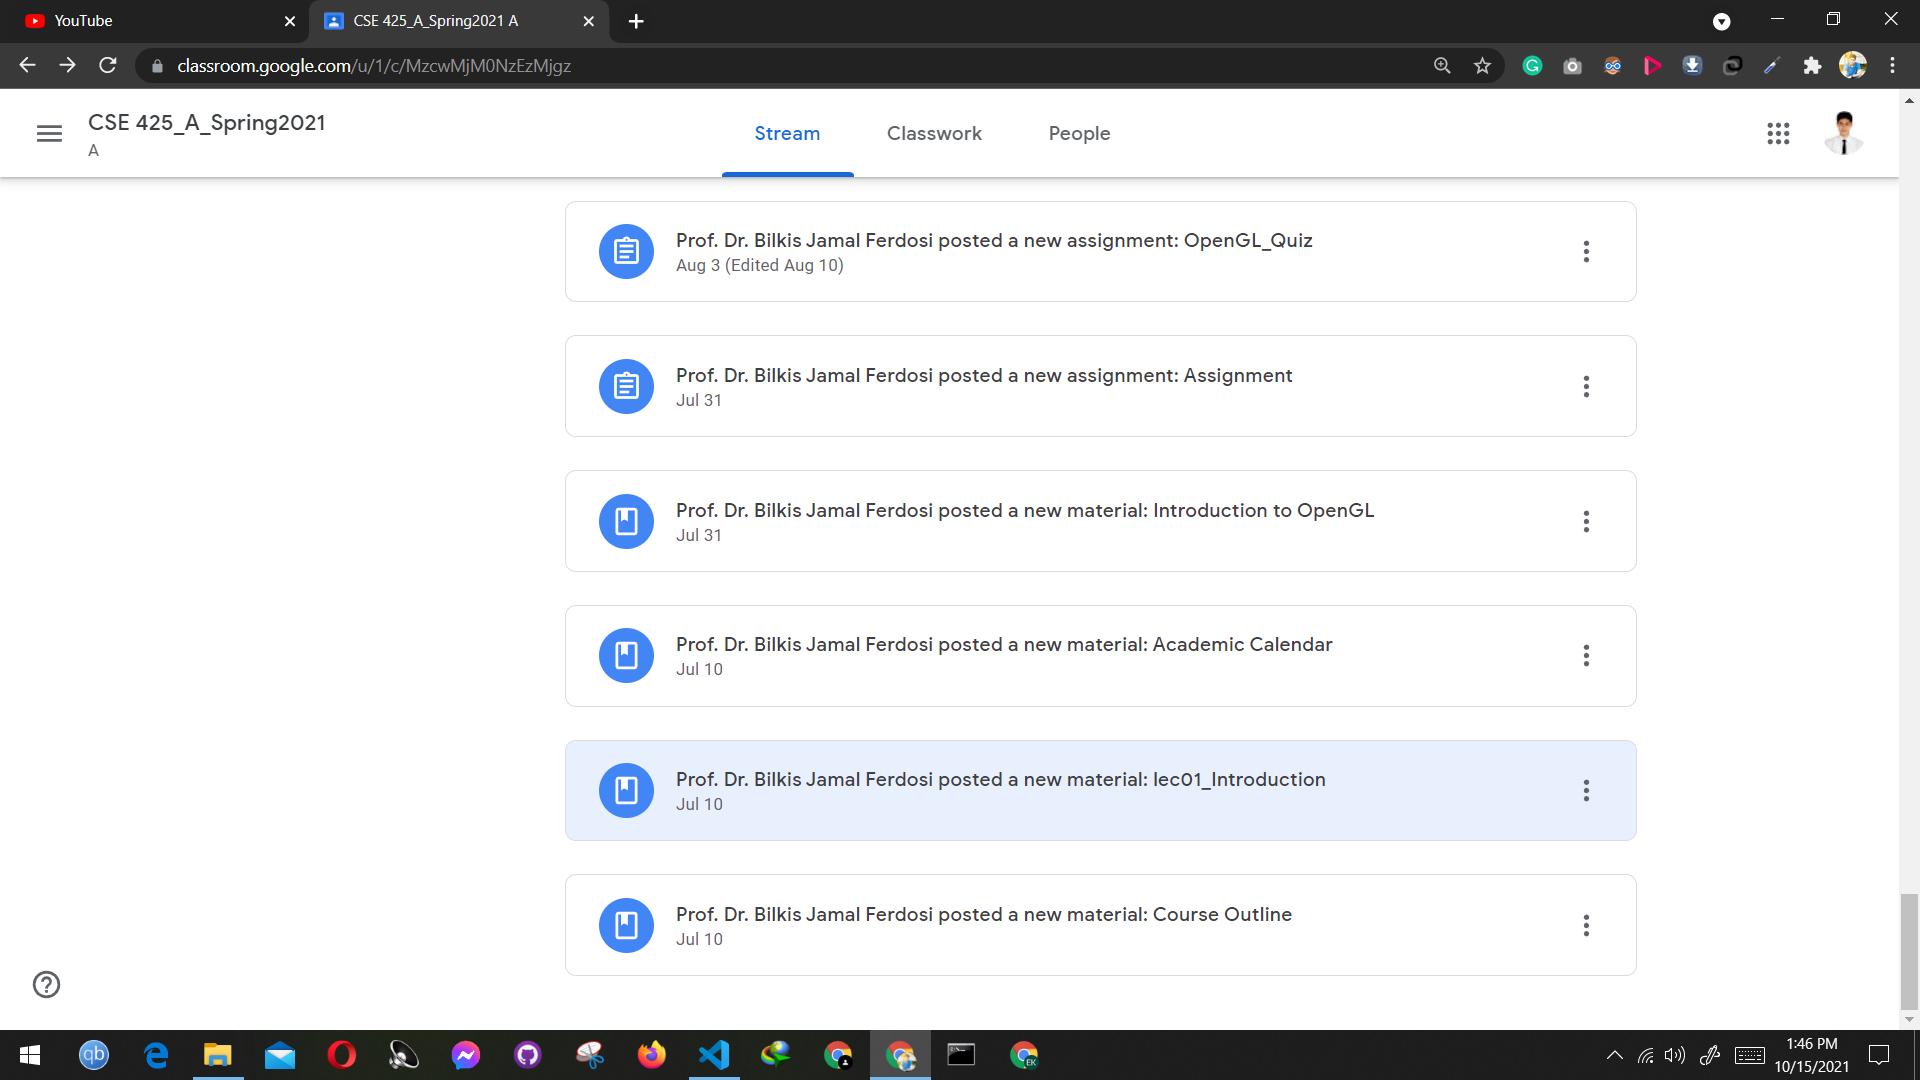 YouTube
CSE 425_A_Spring2021 A
classroom.google.com/u/1/c/MzcwMjM0NzEzMjgz
CSE 425_A_Spring2021
A
Stream
Classwork
People
Prof. Dr. Bilkis Jamal Ferdosi posted a new assignment: OpenGL_Quiz
Aug 3 (Edited Aug 10)
Prof. Dr. Bilkis Jamal Ferdosi posted a new assignment: Assignment
Jul 31
Prof. Dr. Bilkis Jamal Ferdosi posted a new material: Introduction to OpenGL
Jul 31
Prof. Dr. Bilkis Jamal Ferdosi posted a new material: Academic Calendar
Jul 10
Prof. Dr. Bilkis Jamal Ferdosi posted a new material: lec01_Introduction
Jul 10
Prof. Dr. Bilkis Jamal Ferdosi posted a new material: Course Outline
Jul 10
qb
EK
1:46 PM
10/15/2021